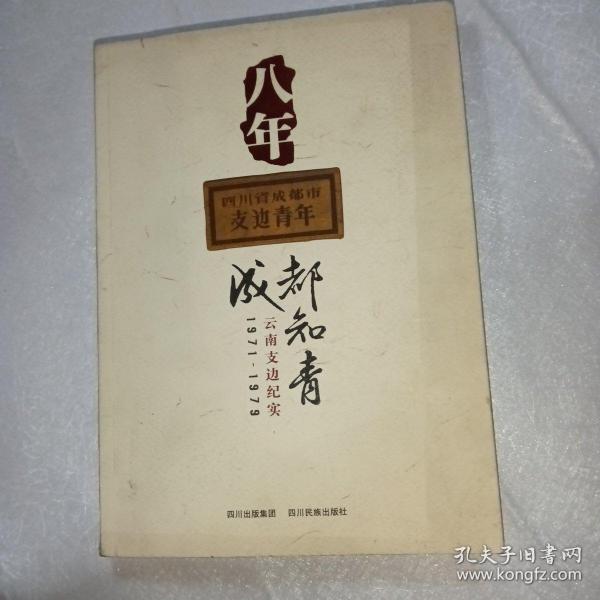 八年
四川省成都市
支边青年
成都知青
云南支边纪实
1971-1979
四川出版集团 四川民族出版社
孔夫子旧书网
www.kongfz.com